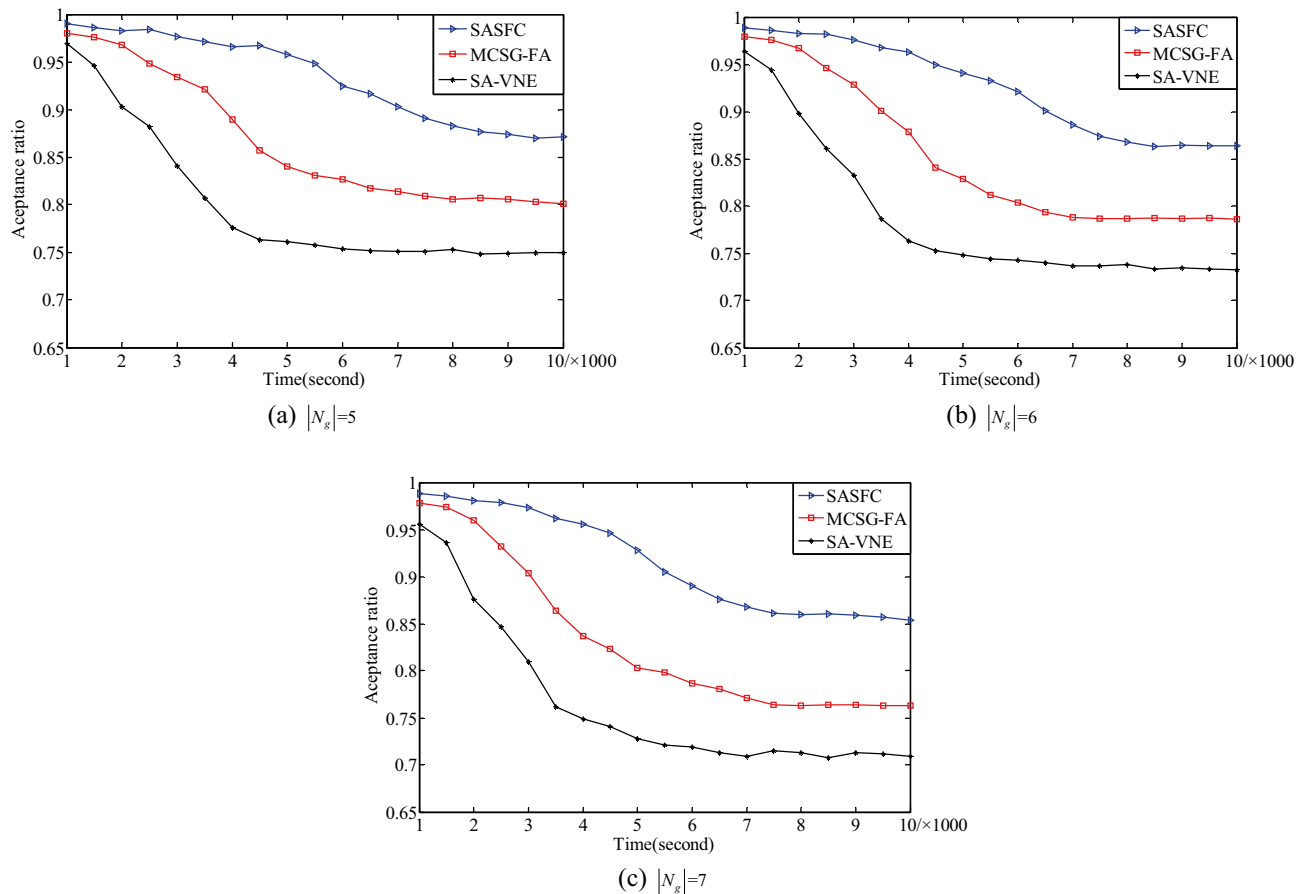 1
0.95
0.9
0.85
0.8
0.75
0.7
0.65
Aceptance ratio
SASFC
MCSG-FA
SA-VNE
1 2 3 4 5 6 7 8 9 10/×1000
Time(second)
(a) |N_g|=5
1
0.95
0.9
0.85
0.8
0.75
0.7
0.65
Aceptance ratio
SASFC
MCSG-FA
SA-VNE
1 2 3 4 5 6 7 8 9 10/×1000
Time(second)
(b) |N_g|=6
1
0.95
0.9
0.85
0.8
0.75
0.7
0.65
Aceptance ratio
SASFC
MCSG-FA
SA-VNE
1 2 3 4 5 6 7 8 9 10/×1000
Time(second)
(c) |N_g|=7